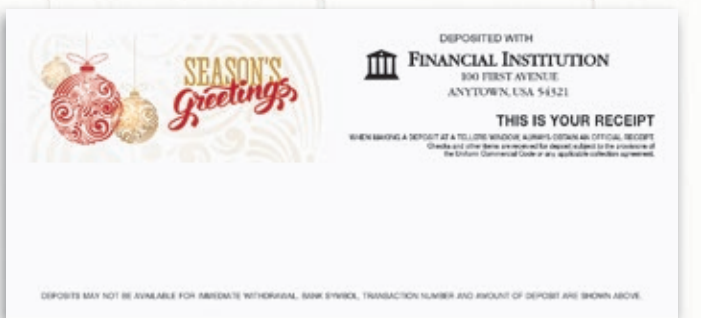 SEASON'S
Greetings
DEPOSITED WITH
FINANCIAL INSTITUTION
100 FIRST AVENUE
ANYTOWN, USA 54321
THIS IS YOUR RECEIPT
WHEN MAKING A DEPOSIT AT A TELLERS WINDOW, ALWAYS OBTAIN AN OFFICIAL RECEIPT.
Checks and other items are received for deposit subject to the provisions of
the Uniform Commercial Code or any applicable collection agreement.
DEPOSITS MAY NOT BE AVAILABLE FOR IMMEDIATE WITHDRAWAL. BANK SYMBOL, TRANSACTION NUMBER AND AMOUNT OF DEPOSIT ARE SHOWN ABOVE.